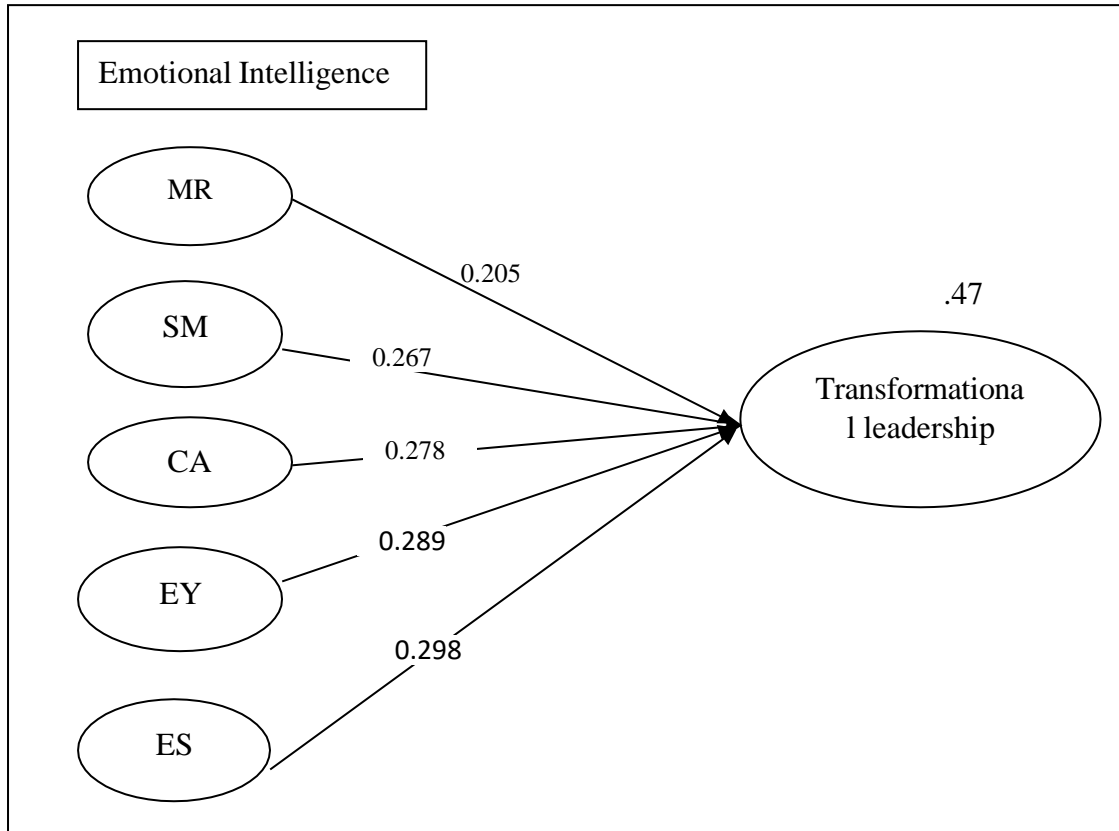 Emotional Intelligence
MR
0.205
.47
SM
0.267
Transformationa
l leadership
CA
0.278
EY
0.289
ES
0.298